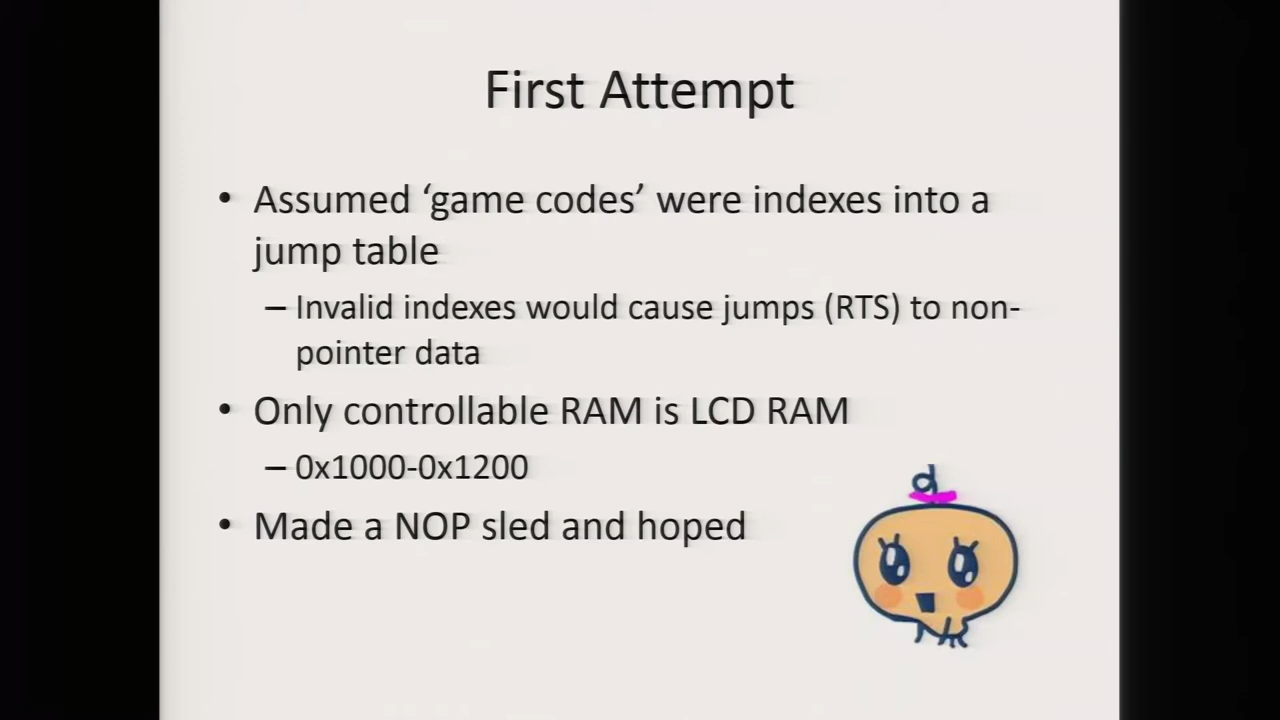 First Attempt
• Assumed ‘game codes’ were indexes into a
jump table
– Invalid indexes would cause jumps (RTS) to non-
pointer data
• Only controllable RAM is LCD RAM
– 0x1000-0x1200
• Made a NOP sled and hoped